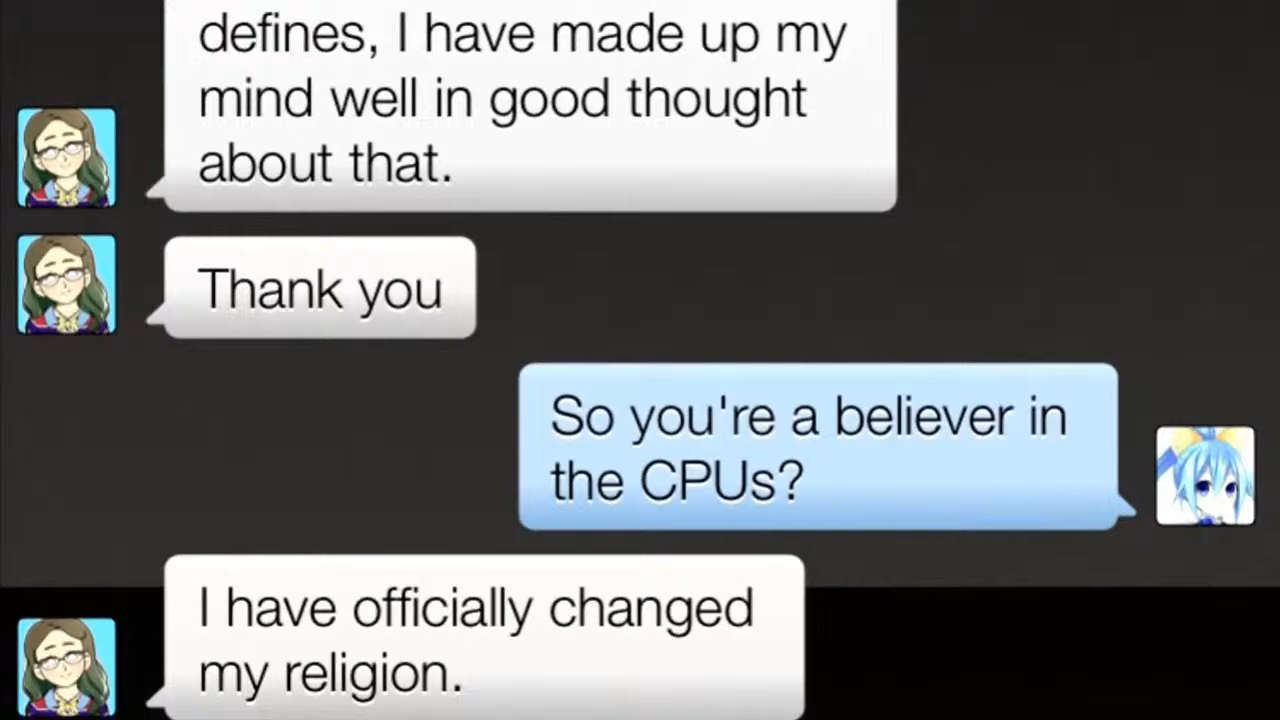 defines, I have made up my
mind well in good thought
about that.
Thank you
So you're a believer in
the CPUs?
I have officially changed
my religion.